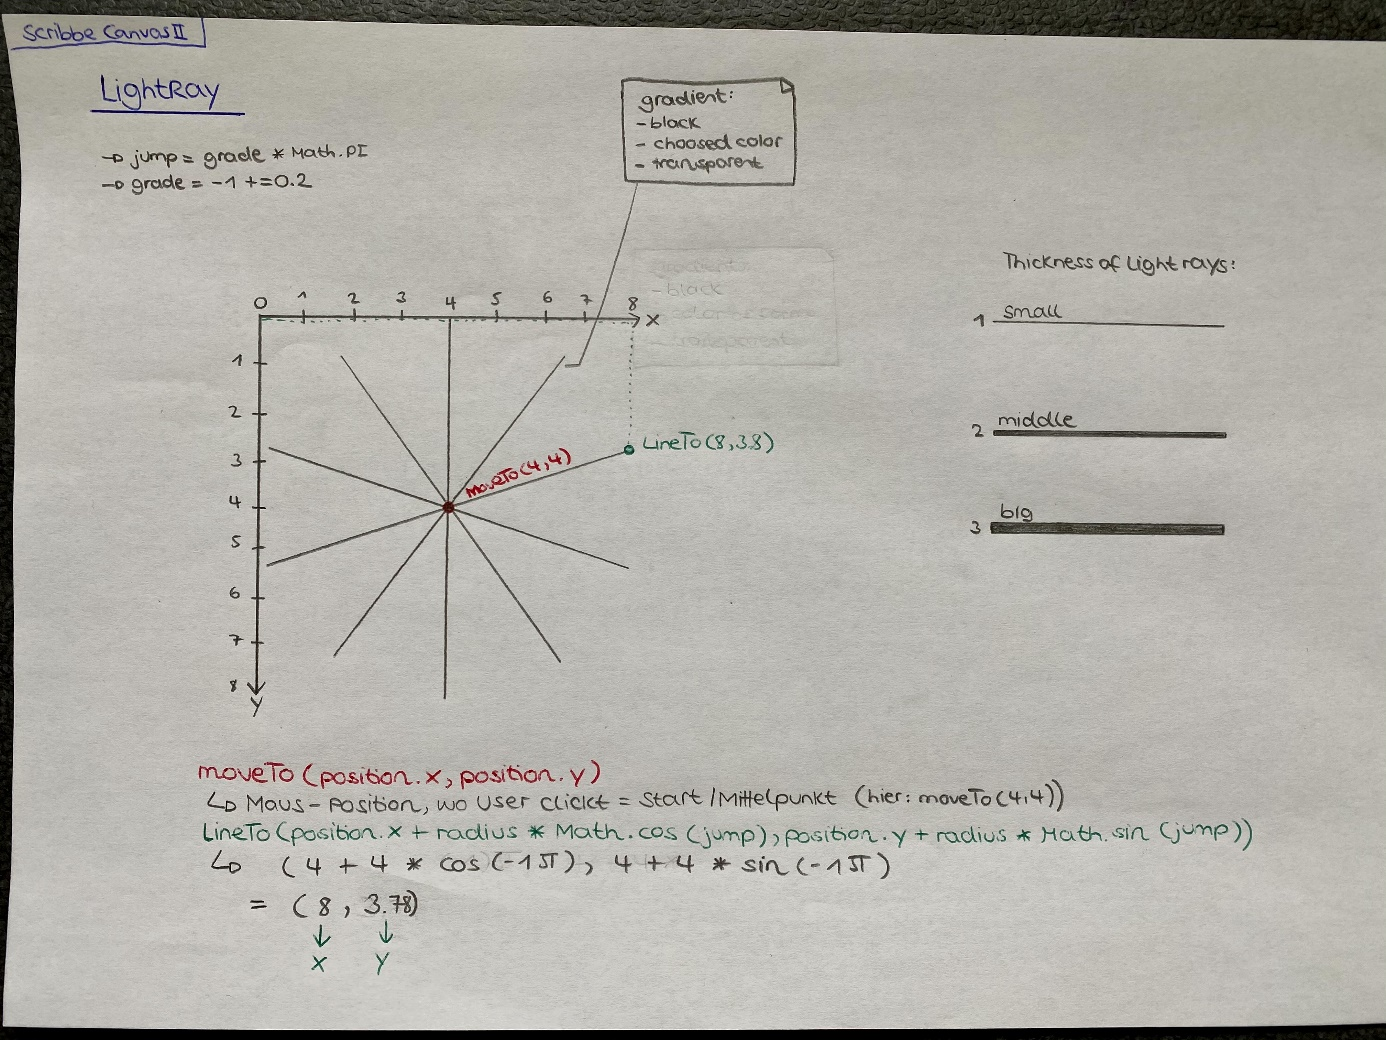 Scribbe Canvas II
LightRay
jump = grade * Math.PI
grade = -1 += 0.2
gradient:
- black
- choosed color
- transparent
Thickness of Light rays:
1 small
2 middle
3 big
0 1 2 3 4 5 6 7 8 X
1
2
3
4
5
6
7
8
Y
moveTo(4,4)
LineTo(8,3.8)
moveTo (position.x, position.y)
Maus-Position, wo User clickt = Start/Mittelpunkt (hier: moveTo(4,4))
LineTo(position.x + radius * Math.cos (jump), position.y + radius * Math.sin (jump))
(4 + 4 * cos(-1π), 4 + 4 * sin(-1π)
= (8, 3.78)
X Y